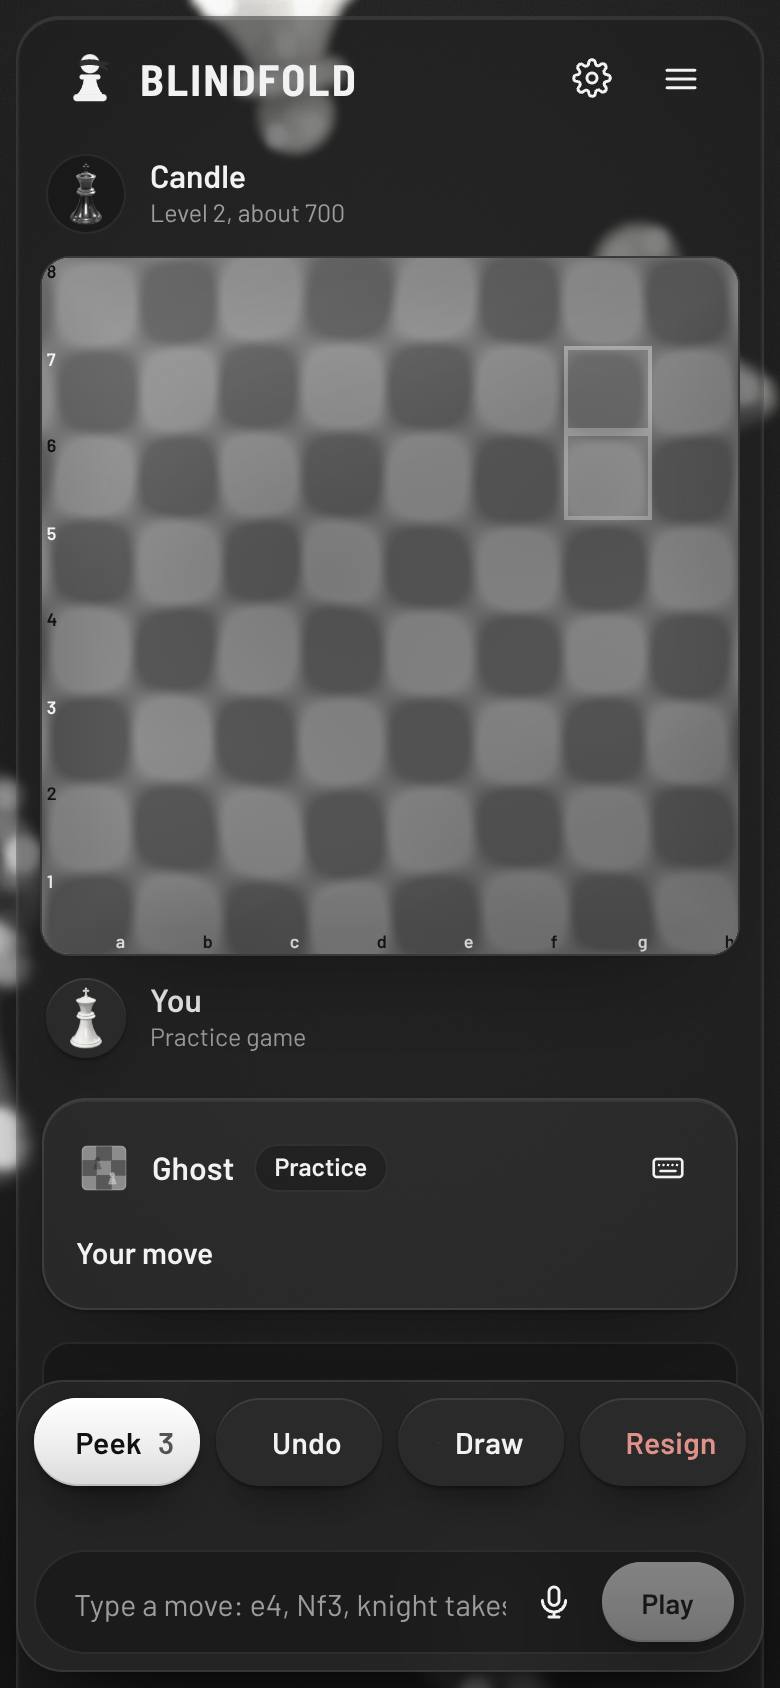 BLINDFOLD
Candle
Level 2, about 700
8
7
6
5
4
3
2
1
a b c d e f g h
You
Practice game
Ghost Practice
Your move
Peek 3 Undo Draw Resign
Type a move: e4, Nf3, knight takes Play